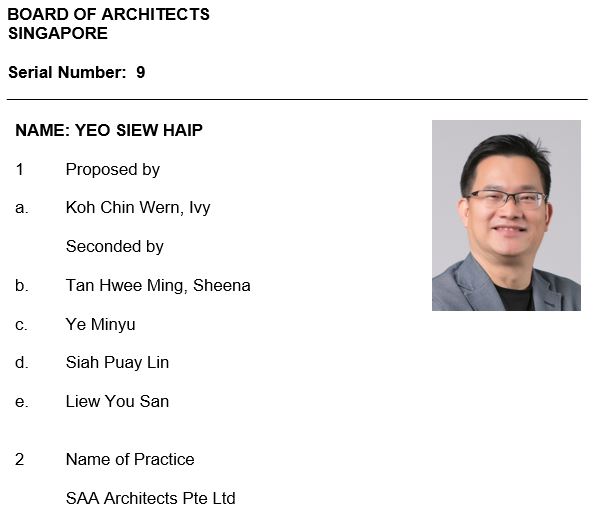 BOARD OF ARCHITECTS
SINGAPORE
Serial Number: 9
NAME: YEO SIEW HAIP
1 Proposed by
a. Koh Chin Wern, Ivy
Seconded by
b. Tan Hwee Ming, Sheena
c. Ye Minyu
d. Siah Puay Lin
e. Liew You San
2 Name of Practice
SAA Architects Pte Ltd